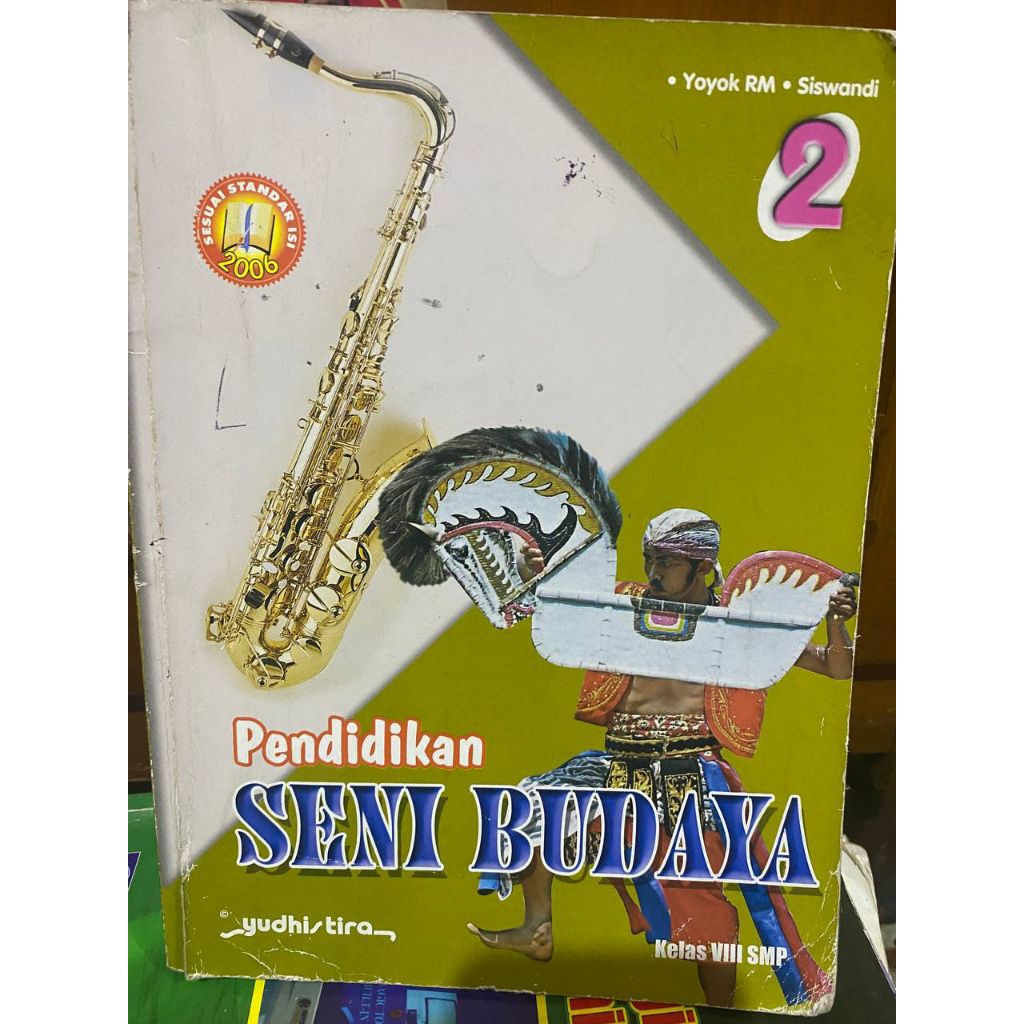 • Yoyok RM • Siswandi
2
SESUAI STANDAR ISI
2006
Pendidikan
SENI BUDAYA
© yudhistira
Kelas VIII SMP